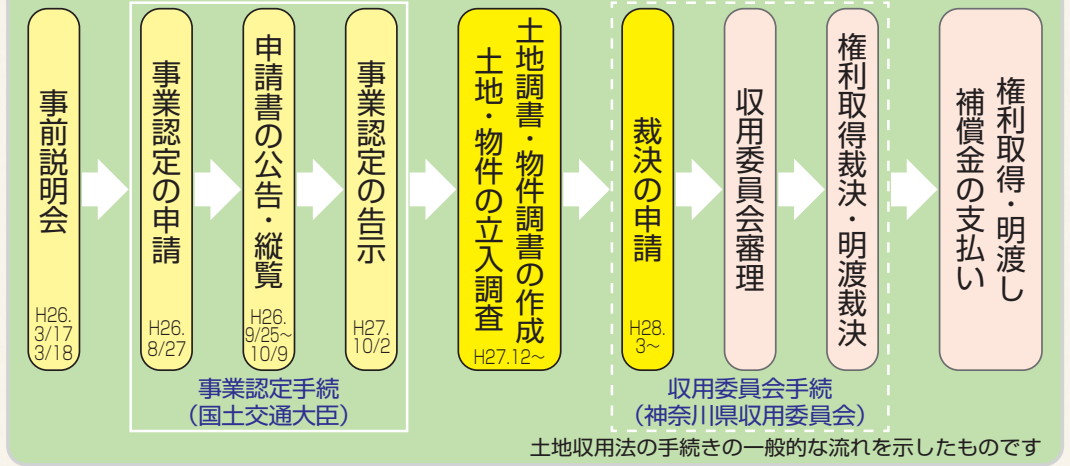 事前説明会
H26.
3/17
3/18
事業認定の申請
H26.
8/27
申請書の公告・縦覧
H26.
9/25～
10/9
事業認定の告示
H27.
10/2
事業認定手続
（国土交通大臣）
土地調書・物件調書の作成
土地・物件の立入調査
H27.12～
裁決の申請
H28.
3～
収用委員会審理
権利取得裁決・明渡裁決
収用委員会手続
（神奈川県収用委員会）
権利取得・明渡し
補償金の支払い
土地収用法の手続きの一般的な流れを示したものです